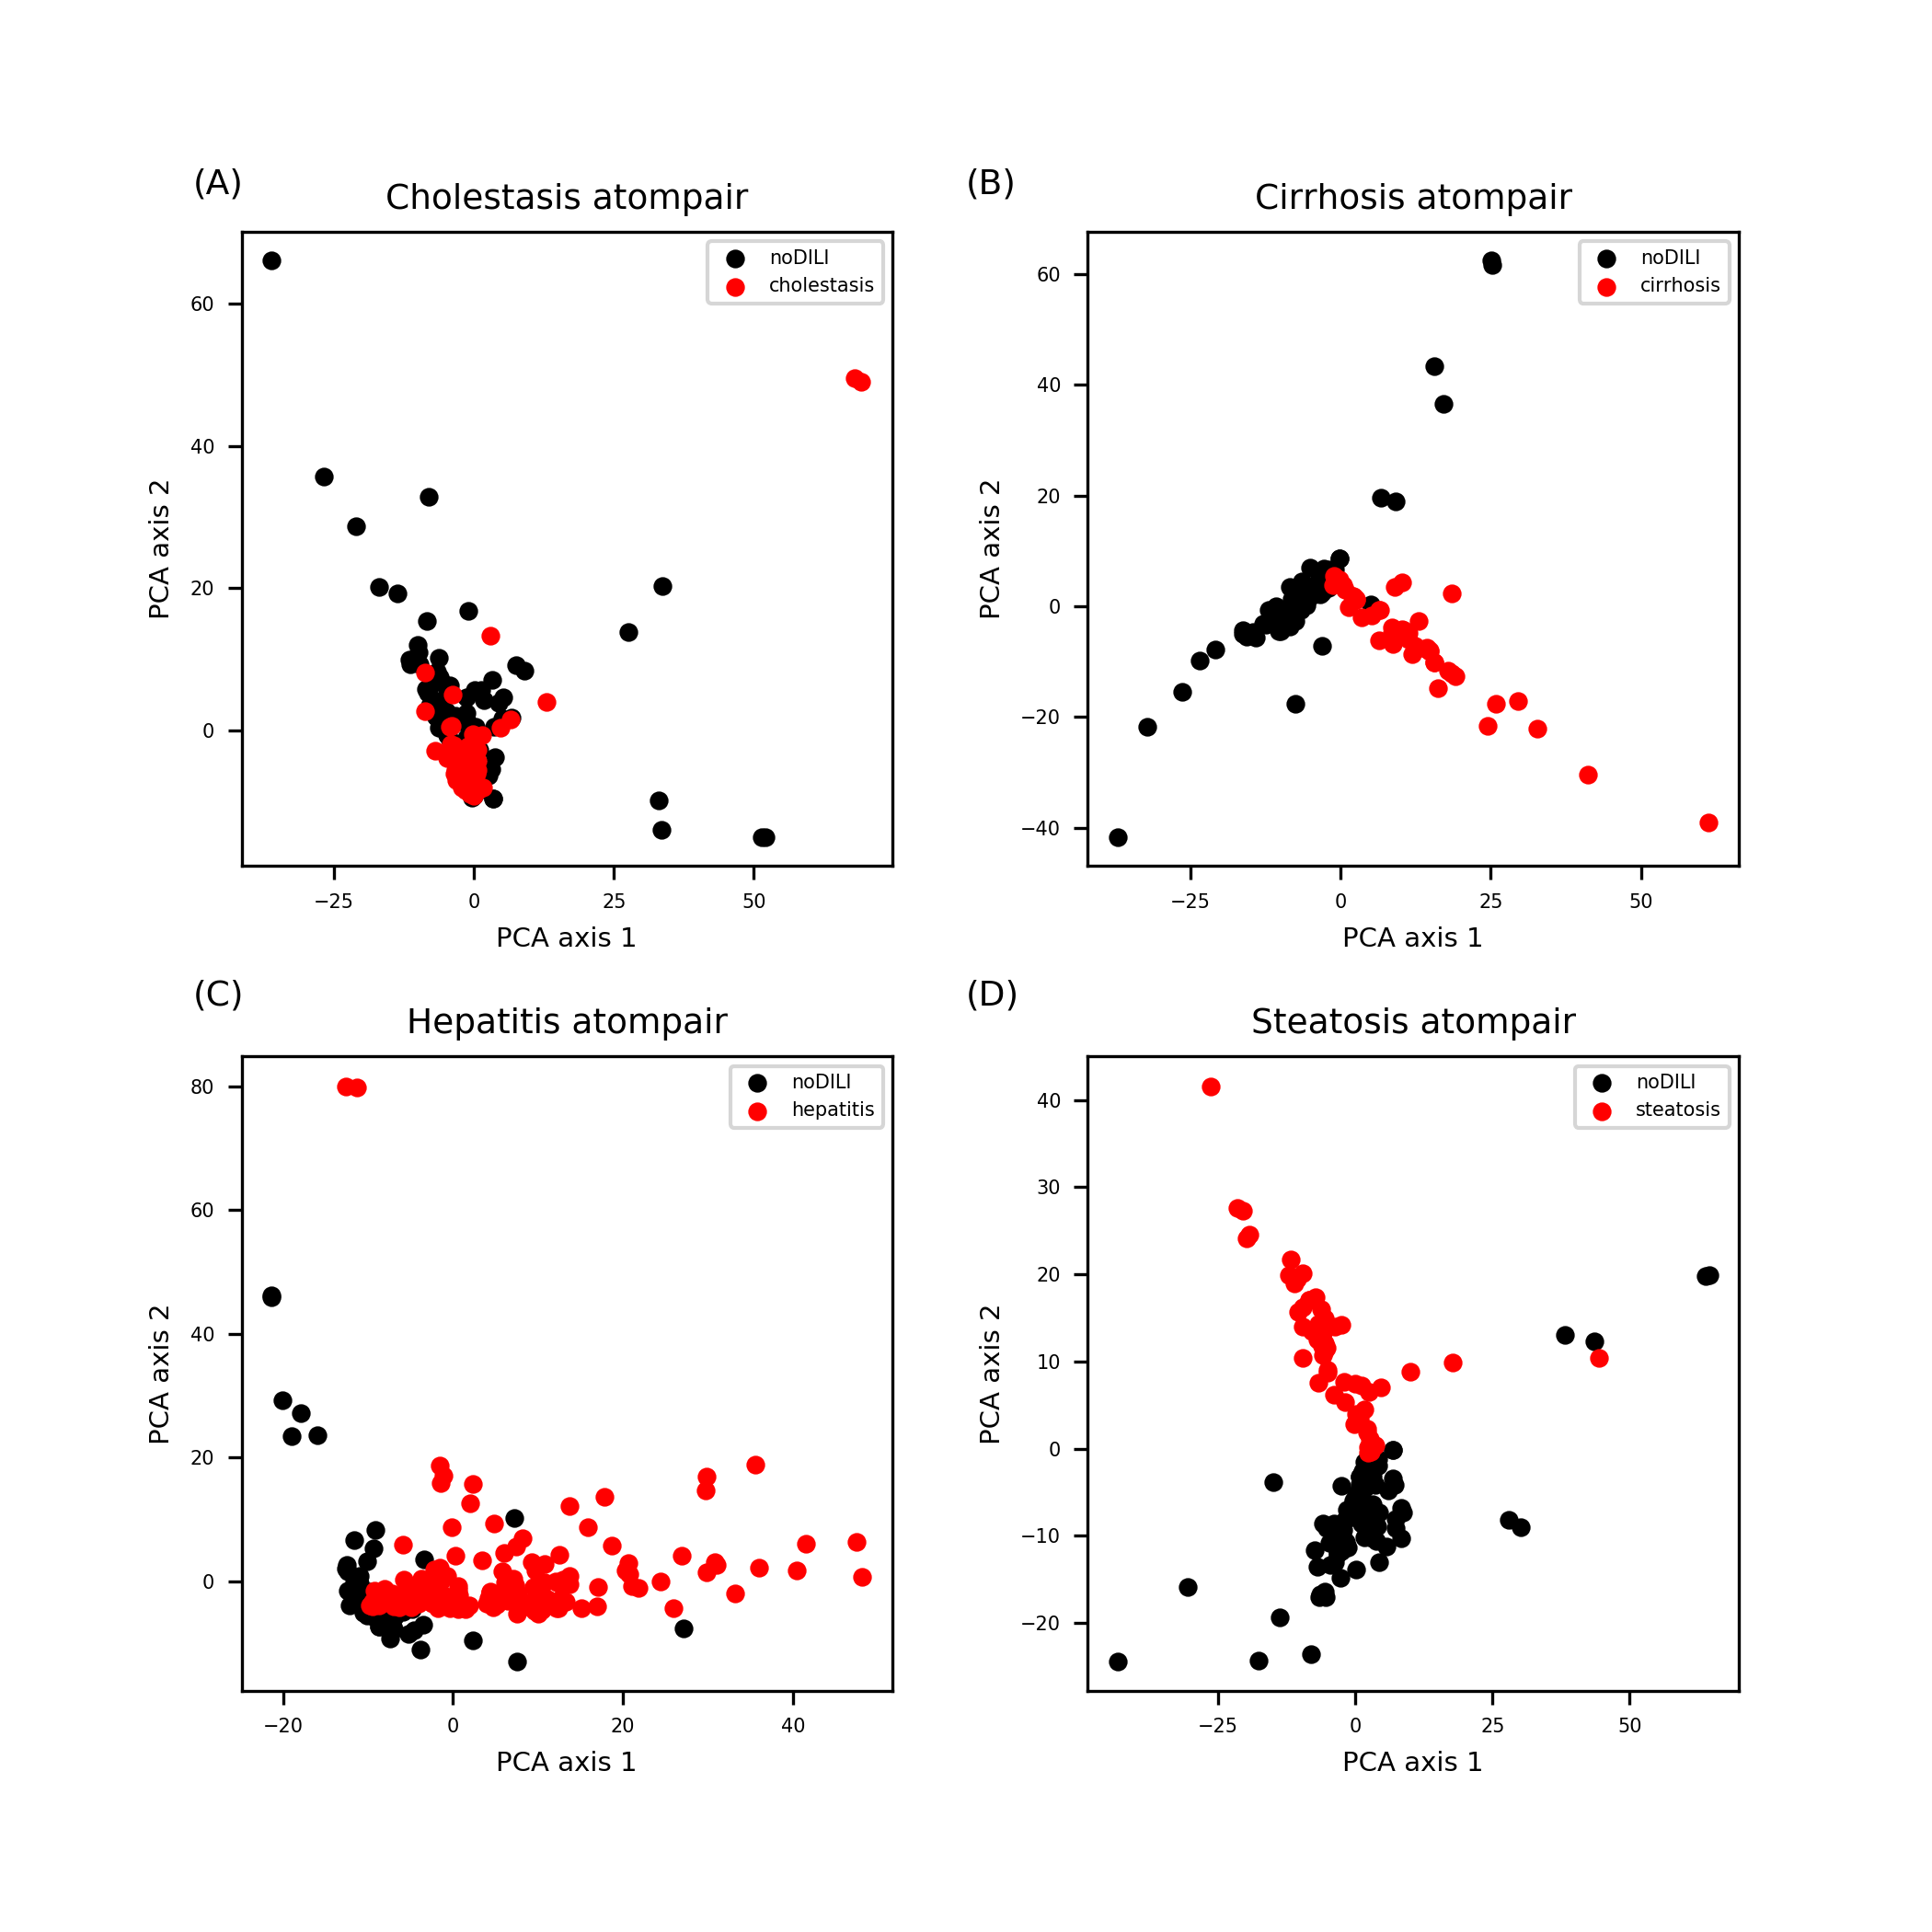 (A)
Cholestasis atompair
noDILI
cholestasis
60
40
20
0
PCA axis 2
−25 0 25 50
PCA axis 1
(B)
Cirrhosis atompair
noDILI
cirrhosis
60
40
20
0
−20
−40
PCA axis 2
−25 0 25 50
PCA axis 1
(C)
Hepatitis atompair
noDILI
hepatitis
80
60
40
20
0
PCA axis 2
−20 0 20 40
PCA axis 1
(D)
Steatosis atompair
noDILI
steatosis
40
30
20
10
0
−10
−20
PCA axis 2
−25 0 25 50
PCA axis 1